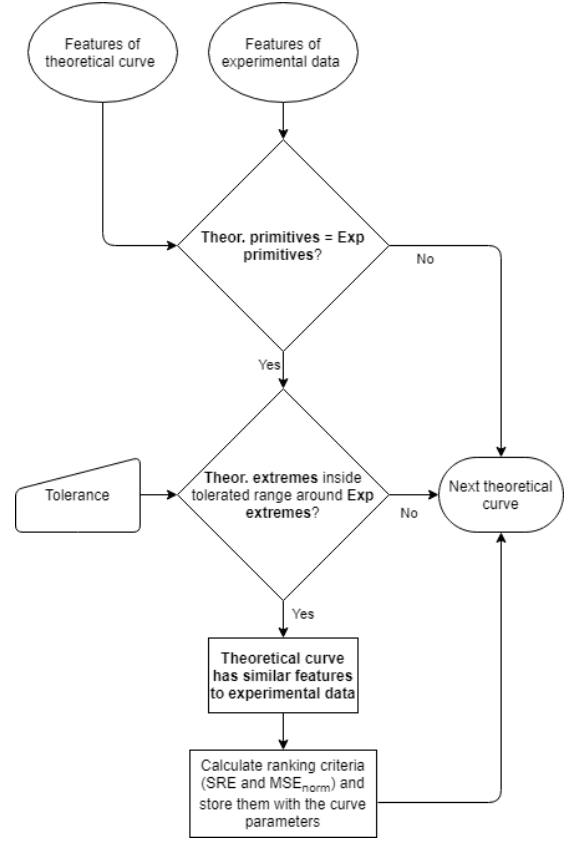 Features of
theoretical curve
Features of
experimental data
Theor. primitives = Exp
primitives?
No
Yes
Tolerance
Theor. extremes inside
tolerated range around Exp
extremes?
No
Next theoretical
curve
Yes
Theoretical curve
has similar features
to experimental data
Calculate ranking criteria
(SRE and MSEnorm) and
store them with the curve
parameters